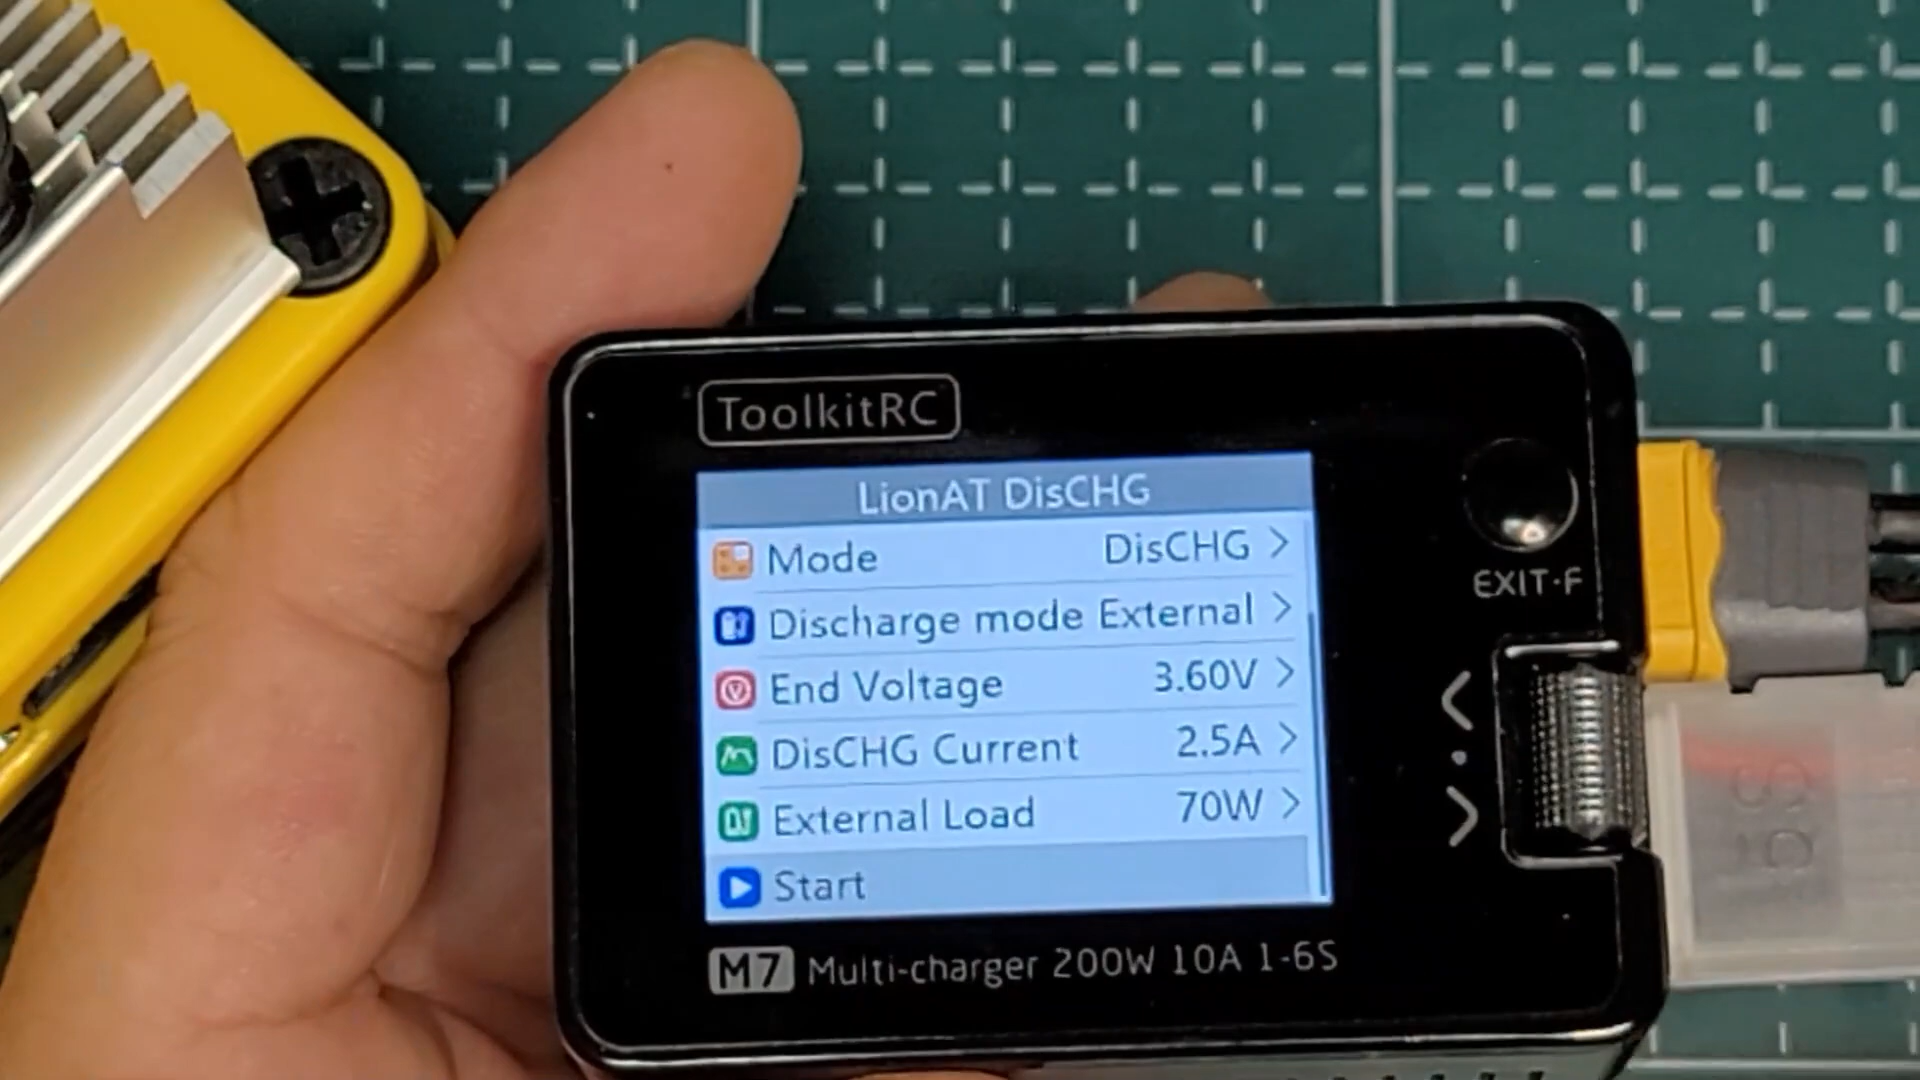 ToolkitRC
LionAT DisCHG
Mode DisCHG >
Discharge mode External >
End Voltage 3.60V >
DisCHG Current 2.5A >
External Load 70W >
Start
EXIT·F
M7 Multi-charger 200W 10A 1-6S